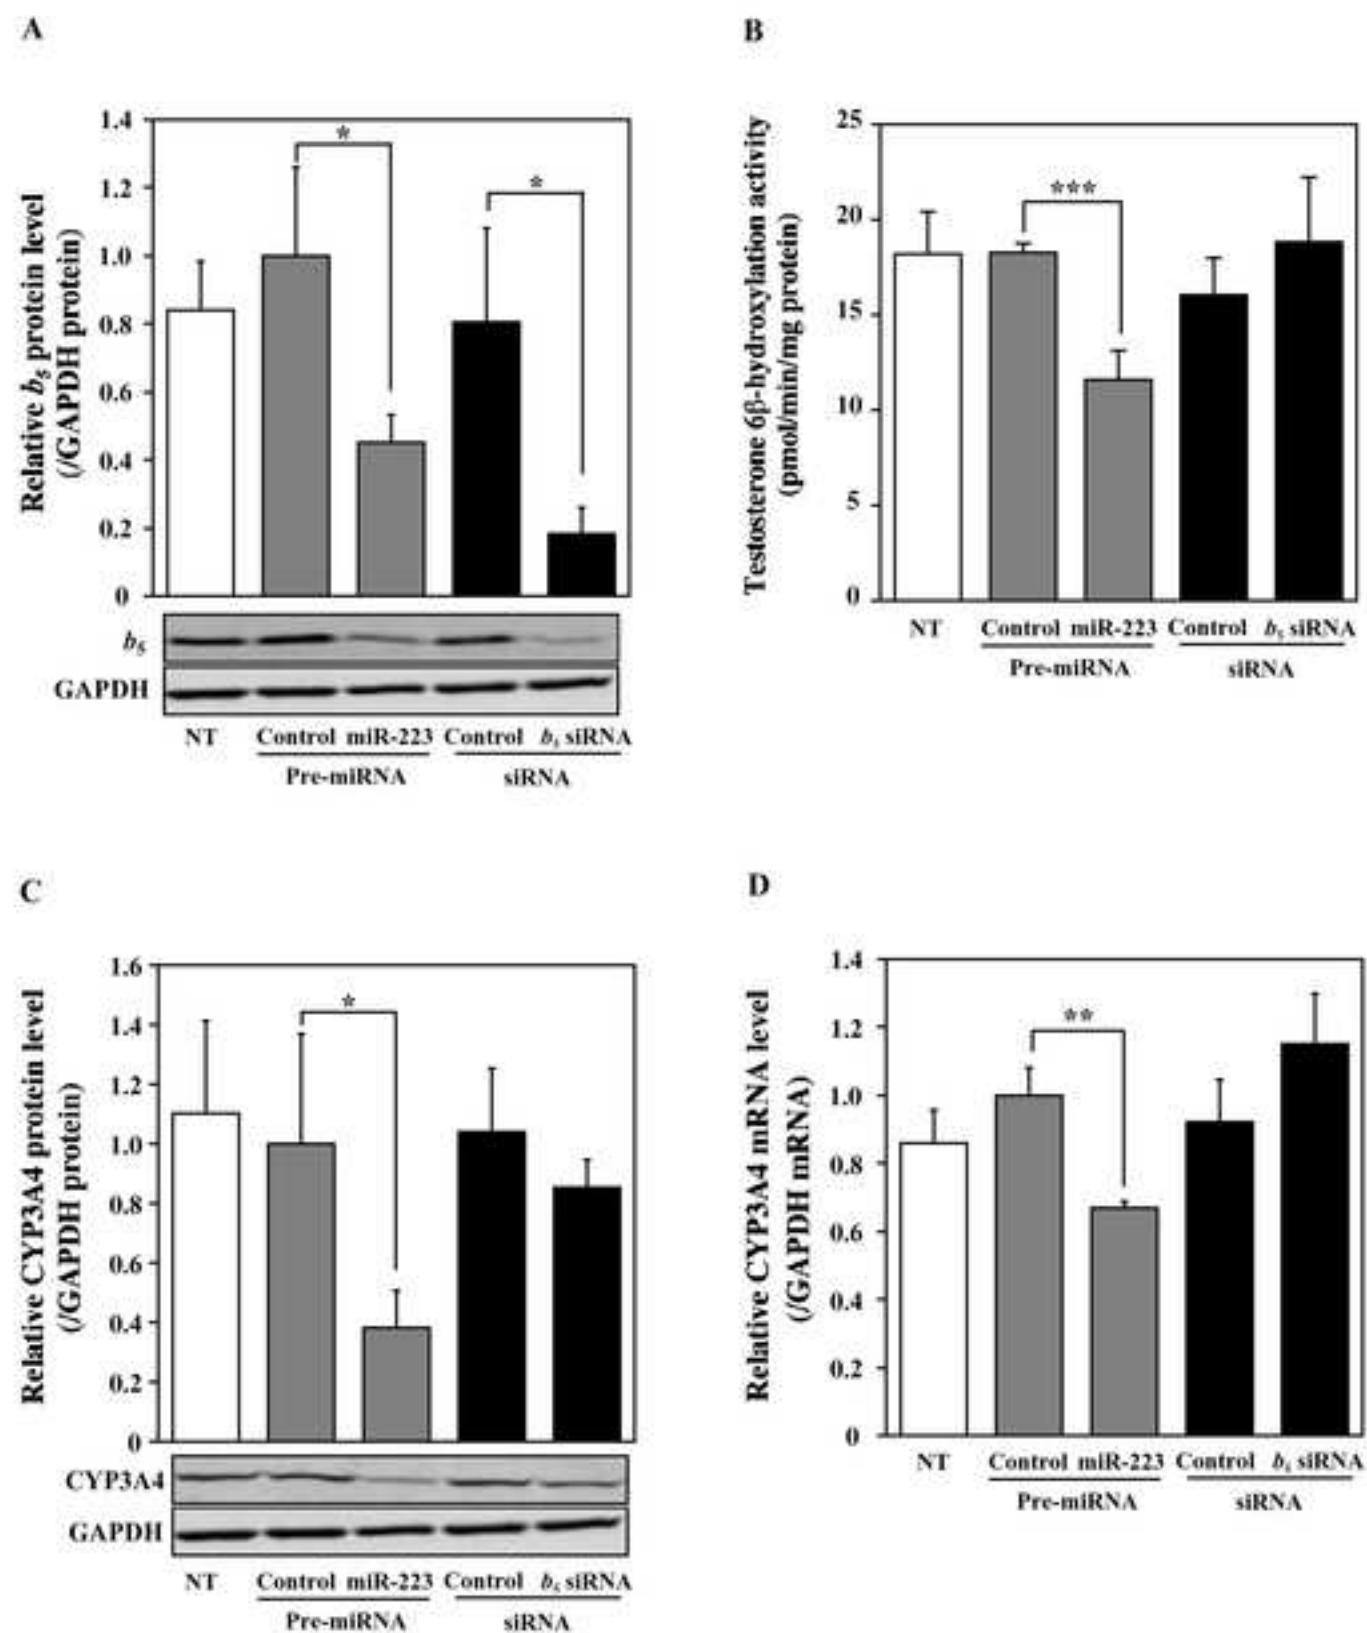 A
Relative b5 protein level
(/GAPDH protein)
1.4
1.2
1.0
0.8
0.6
0.4
0.2
0
*
*
b5
GAPDH
NT Control miR-223 Control b5 siRNA
Pre-miRNA siRNA
B
Testosterone 6β-hydroxylation activity
(pmol/min/mg protein)
25
20
15
10
5
0
***
NT Control miR-223 Control b5 siRNA
Pre-miRNA siRNA
C
Relative CYP3A4 protein level
(/GAPDH protein)
1.6
1.4
1.2
1.0
0.8
0.6
0.4
0.2
0
*
CYP3A4
GAPDH
NT Control miR-223 Control b5 siRNA
Pre-miRNA siRNA
D
Relative CYP3A4 mRNA level
(/GAPDH mRNA)
1.4
1.2
1.0
0.8
0.6
0.4
0.2
0
**
NT Control miR-223 Control b5 siRNA
Pre-miRNA siRNA